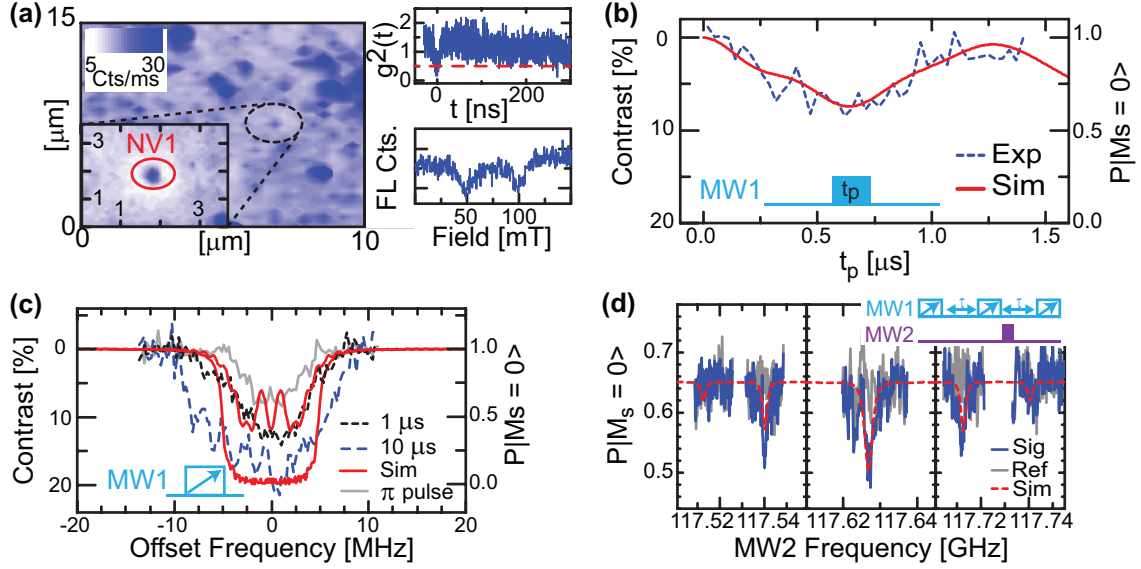 (a)
15
[μm]
0
5 30
Cts/ms
NV1
3
1
1 3
0 [μm] 10
g²(t)
2
1
0
0 200
t [ns]
FL Cts.
50 100
Field [mT]
(b)
Contrast [%]
0
10
20
1.0
0.5
0.0
P|Ms = 0>
Exp
Sim
MW1
tp
0.0 0.5 1.0 1.5
tp [μs]
(c)
Contrast [%]
0
10
20
1.0
0.5
0.0
P|Ms = 0>
1 μs
10 μs
Sim
π pulse
MW1
-20 -10 0 10 20
Offset Frequency [MHz]
(d)
MW1
τ τ
MW2
P|Ms = 0>
0.7
0.6
0.5
Sig
Ref
Sim
117.52 117.54 117.62 117.64 117.72 117.74
MW2 Frequency [GHz]